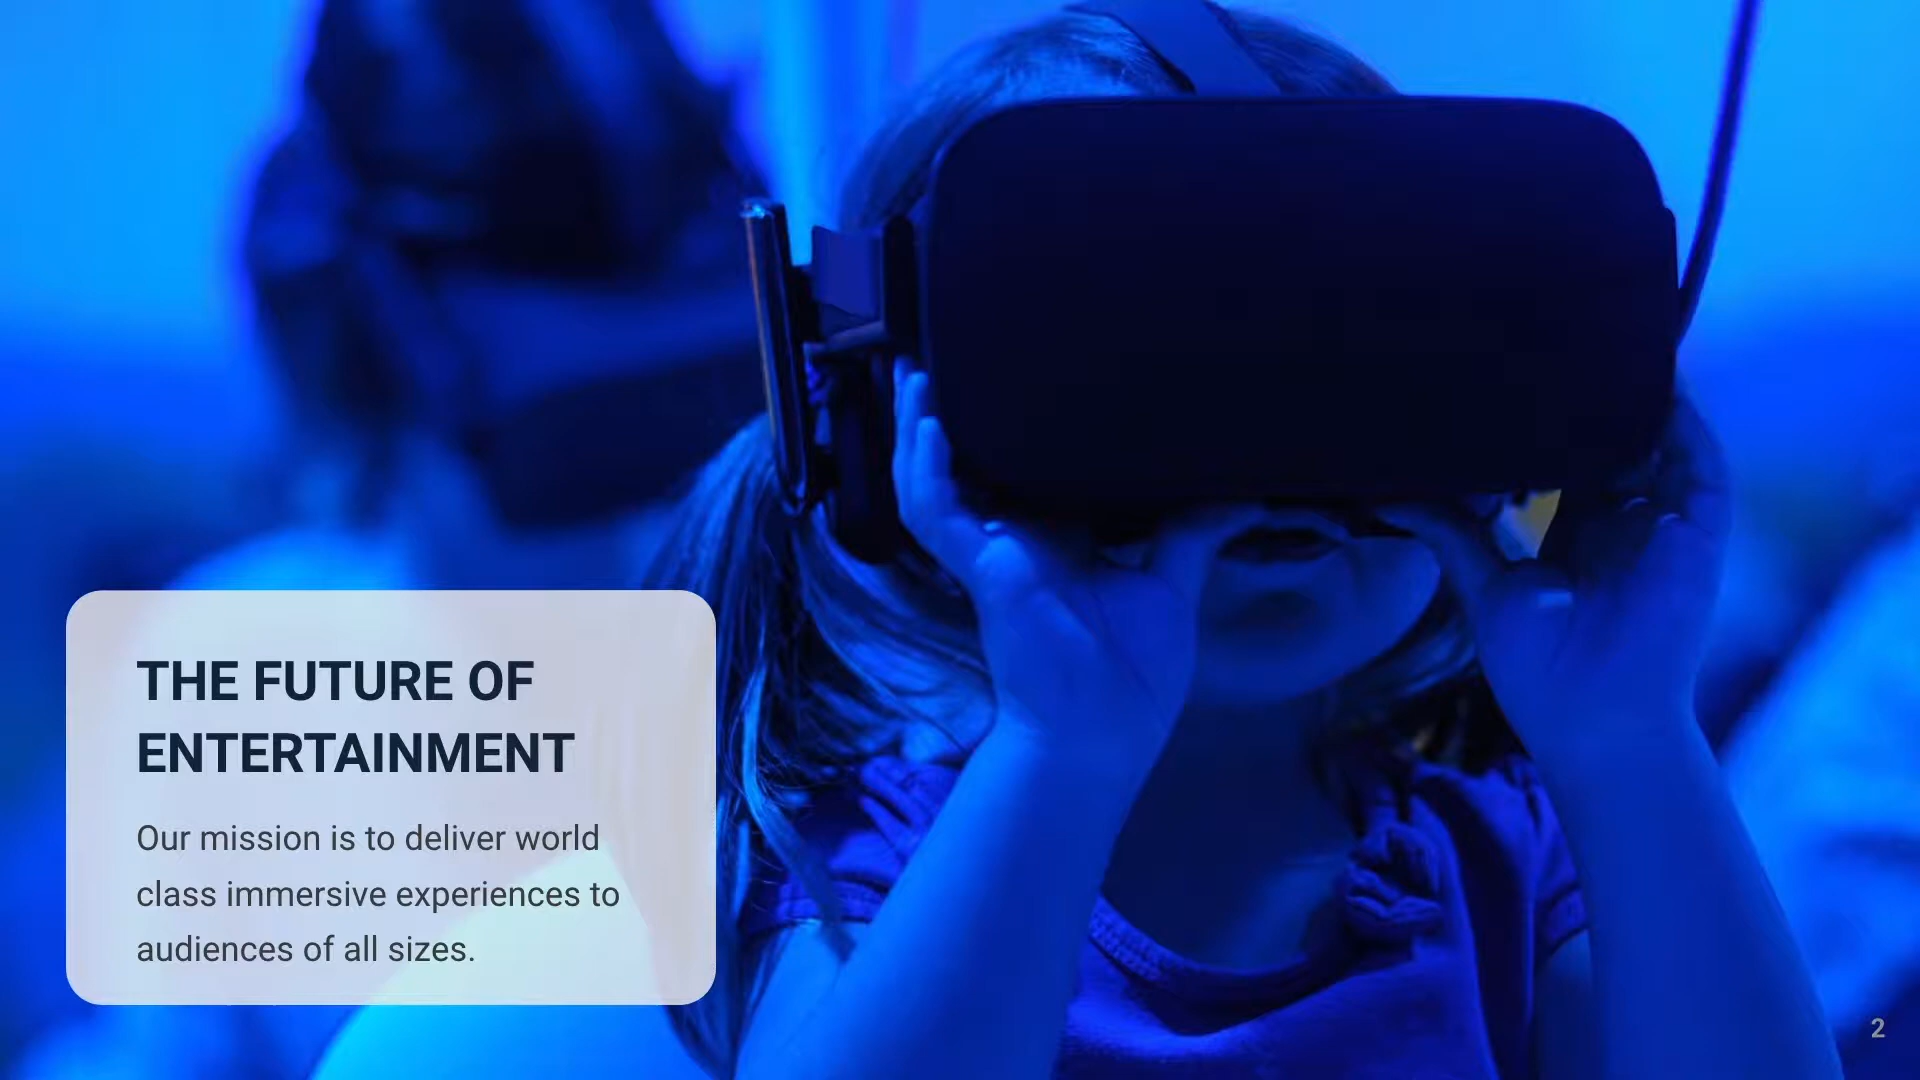 THE FUTURE OF
ENTERTAINMENT
Our mission is to deliver world
class immersive experiences to
audiences of all sizes.
2